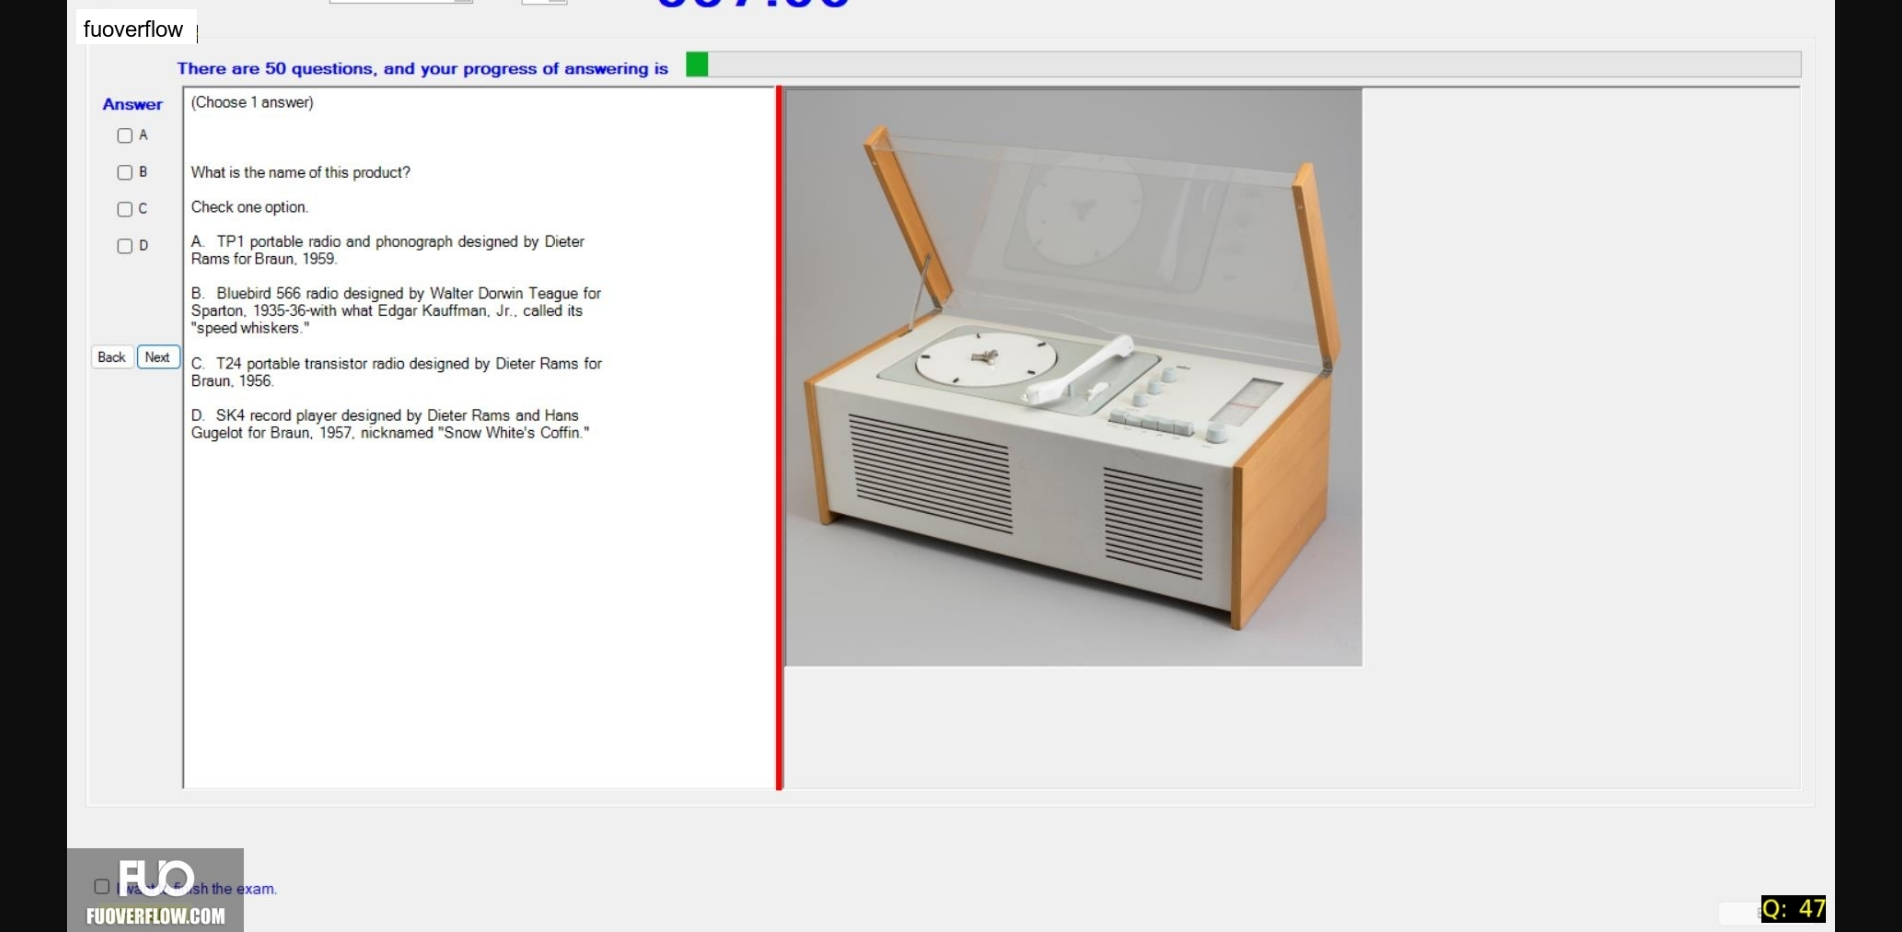 fuoverflow
There are 50 questions, and your progress of answering is
Answer
(Choose 1 answer)
A
B
C
D
What is the name of this product?
Check one option.
A. TP1 portable radio and phonograph designed by Dieter
Rams for Braun, 1959.
B. Bluebird 566 radio designed by Walter Dorwin Teague for
Sparton, 1935-36-with what Edgar Kauffman, Jr., called its
"speed whiskers."
Back Next
C. T24 portable transistor radio designed by Dieter Rams for
Braun, 1956.
D. SK4 record player designed by Dieter Rams and Hans
Gugelot for Braun, 1957, nicknamed "Snow White's Coffin."
FUO
the exam.
FUOVERFLOW.COM
Q: 47